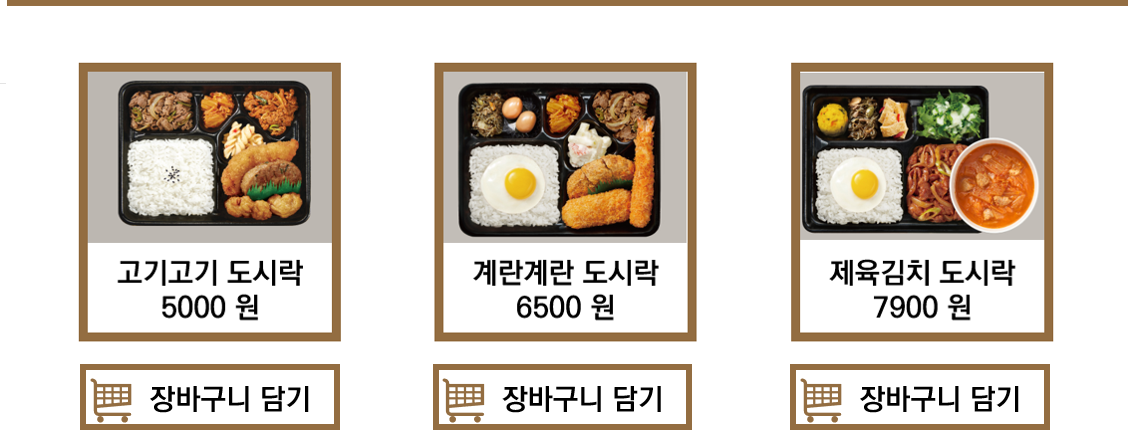 고기고기 도시락
5000 원
장바구니 담기
계란계란 도시락
6500 원
장바구니 담기
제육김치 도시락
7900 원
장바구니 담기